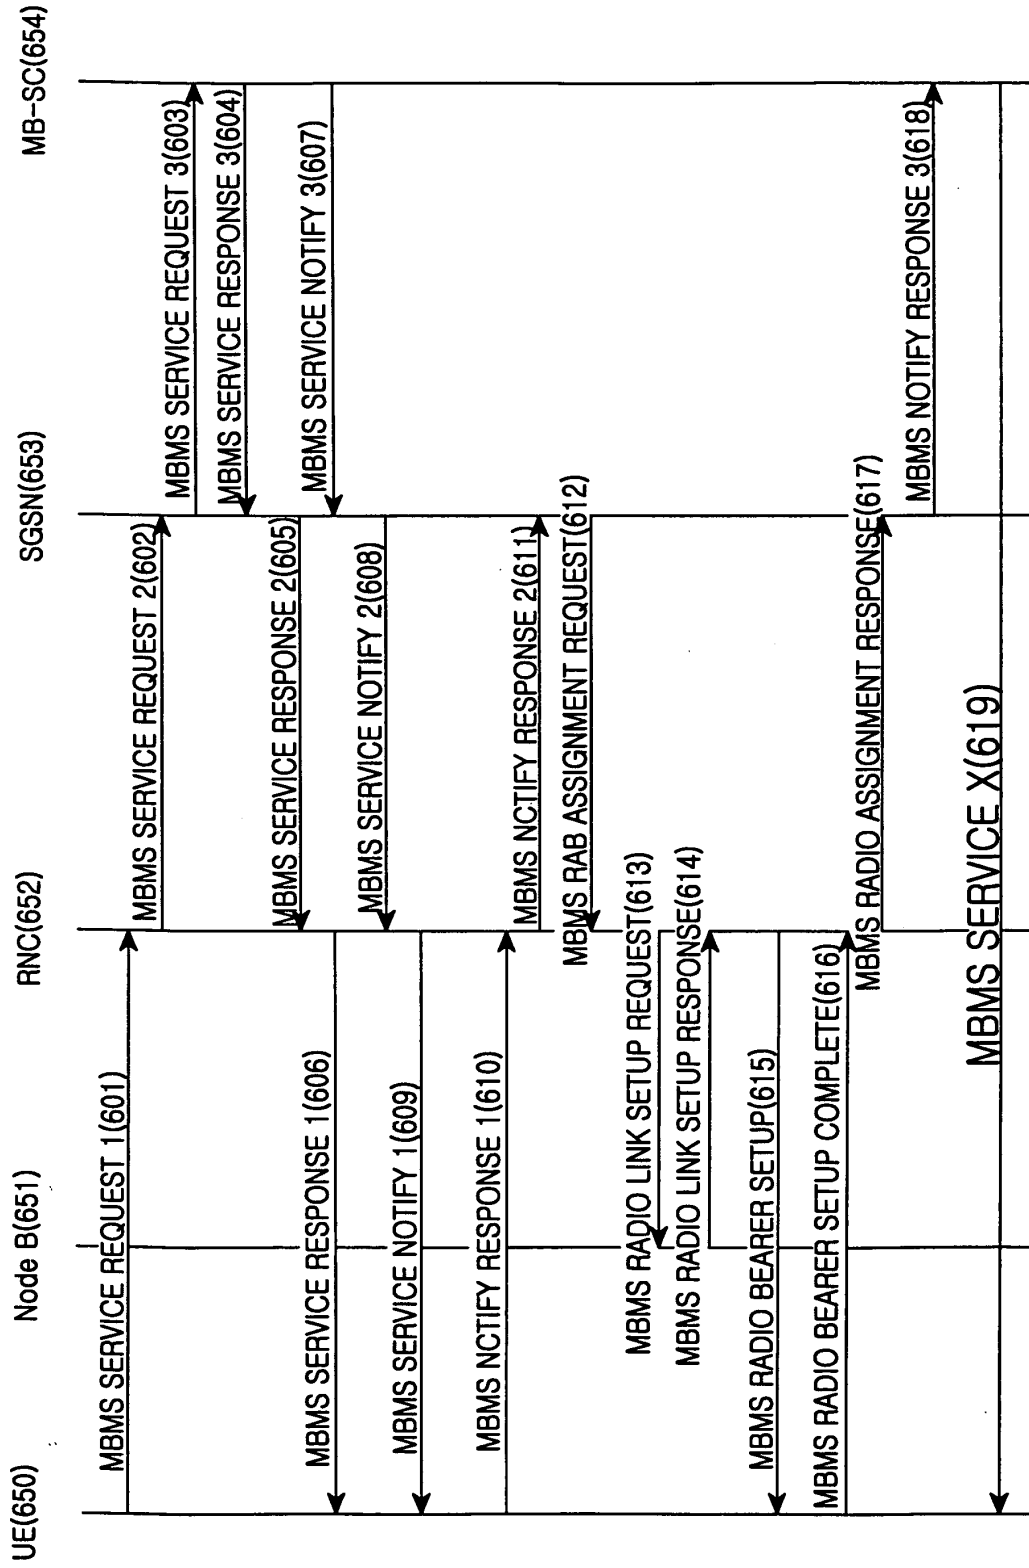 UE(650)
Node B(651)
RNC(652)
SGSN(653)
MB-SC(654)
MBMS SERVICE REQUEST 1(601)
MBMS SERVICE REQUEST 2(602)
MBMS SERVICE REQUEST 3(603)
MBMS SERVICE RESPONSE 3(604)
MBMS SERVICE RESPONSE 2(605)
MBMS SERVICE RESPONSE 1(606)
MBMS SERVICE NOTIFY 3(607)
MBMS SERVICE NOTIFY 2(608)
MBMS SERVICE NOTIFY 1(609)
MBMS NCTIFY RESPONSE 1(610)
MBMS NCTIFY RESPONSE 2(611)
MBMS RAB ASSIGNMENT REQUEST(612)
MBMS RADIO LINK SETUP REQUEST(613)
MBMS RADIO LINK SETUP RESPONSE(614)
MBMS RADIO BEARER SETUP(615)
MBMS RADIO BEARER SETUP COMPLETE(616)
MBMS RADIO ASSIGNMENT RESPONSE(617)
MBMS NOTIFY RESPONSE 3(618)
MBMS SERVICE X(619)